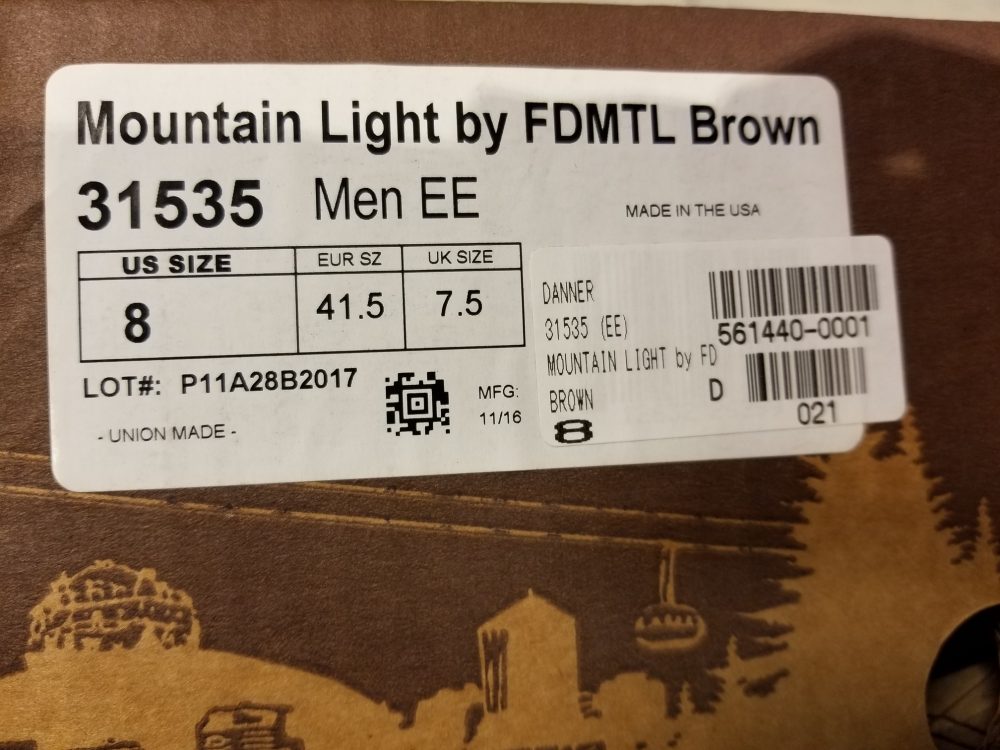 Mountain Light by FDMTL Brown
31535 Men EE
MADE IN THE USA
US SIZE EUR SZ UK SIZE
8 41.5 7.5
LOT#: P11A28B2017
MFG:
11/16
- UNION MADE -
DANNER
31535 (EE)
561440-0001
MOUNTAIN LIGHT by FD
BROWN
D
8
021